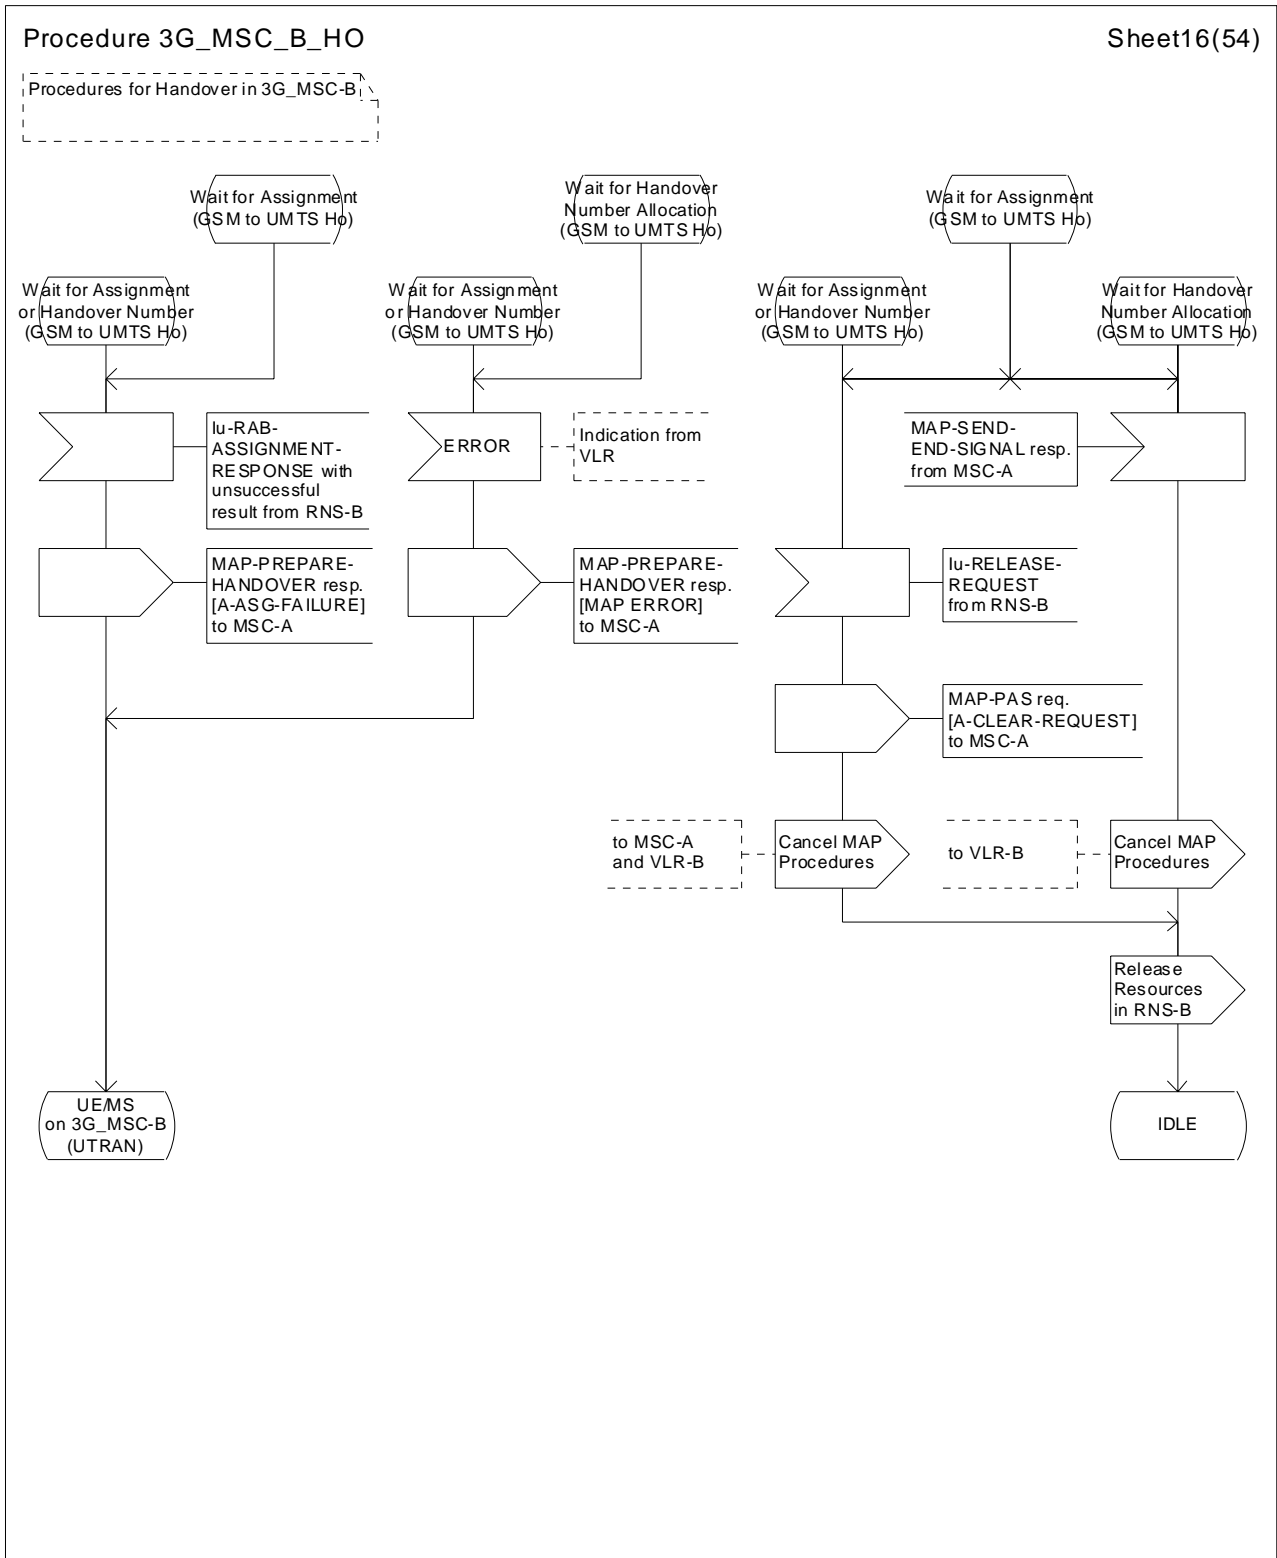 Procedure 3G_MSC_B_HO
Sheet16(54)
Procedures for Handover in 3G_MSC-B
Wait for Assignment
(GSM to UMTS Ho)
Wait for Handover
Number Allocation
(GSM to UMTS Ho)
Wait for Assignment
(GSM to UMTS Ho)
Wait for Assignment
or Handover Number
(GSM to UMTS Ho)
Wait for Assignment
or Handover Number
(GSM to UMTS Ho)
Wait for Assignment
or Handover Number
(GSM to UMTS Ho)
Wait for Handover
Number Allocation
(GSM to UMTS Ho)
Iu-RAB-
ASSIGNMENT-
RESPONSE with
unsuccessful
result from RNS-B
ERROR
Indication from
VLR
MAP-SEND-
END-SIGNAL resp.
from MSC-A
MAP-PREPARE-
HANDOVER resp.
[A-ASG-FAILURE]
to MSC-A
MAP-PREPARE-
HANDOVER resp.
[MAP ERROR]
to MSC-A
Iu-RELEASE-
REQUEST
from RNS-B
MAP-PAS req.
[A-CLEAR-REQUEST]
to MSC-A
to MSC-A
and VLR-B
Cancel MAP
Procedures
to VLR-B
Cancel MAP
Procedures
Release
Resources
in RNS-B
UE/MS
on 3G_MSC-B
(UTRAN)
IDLE